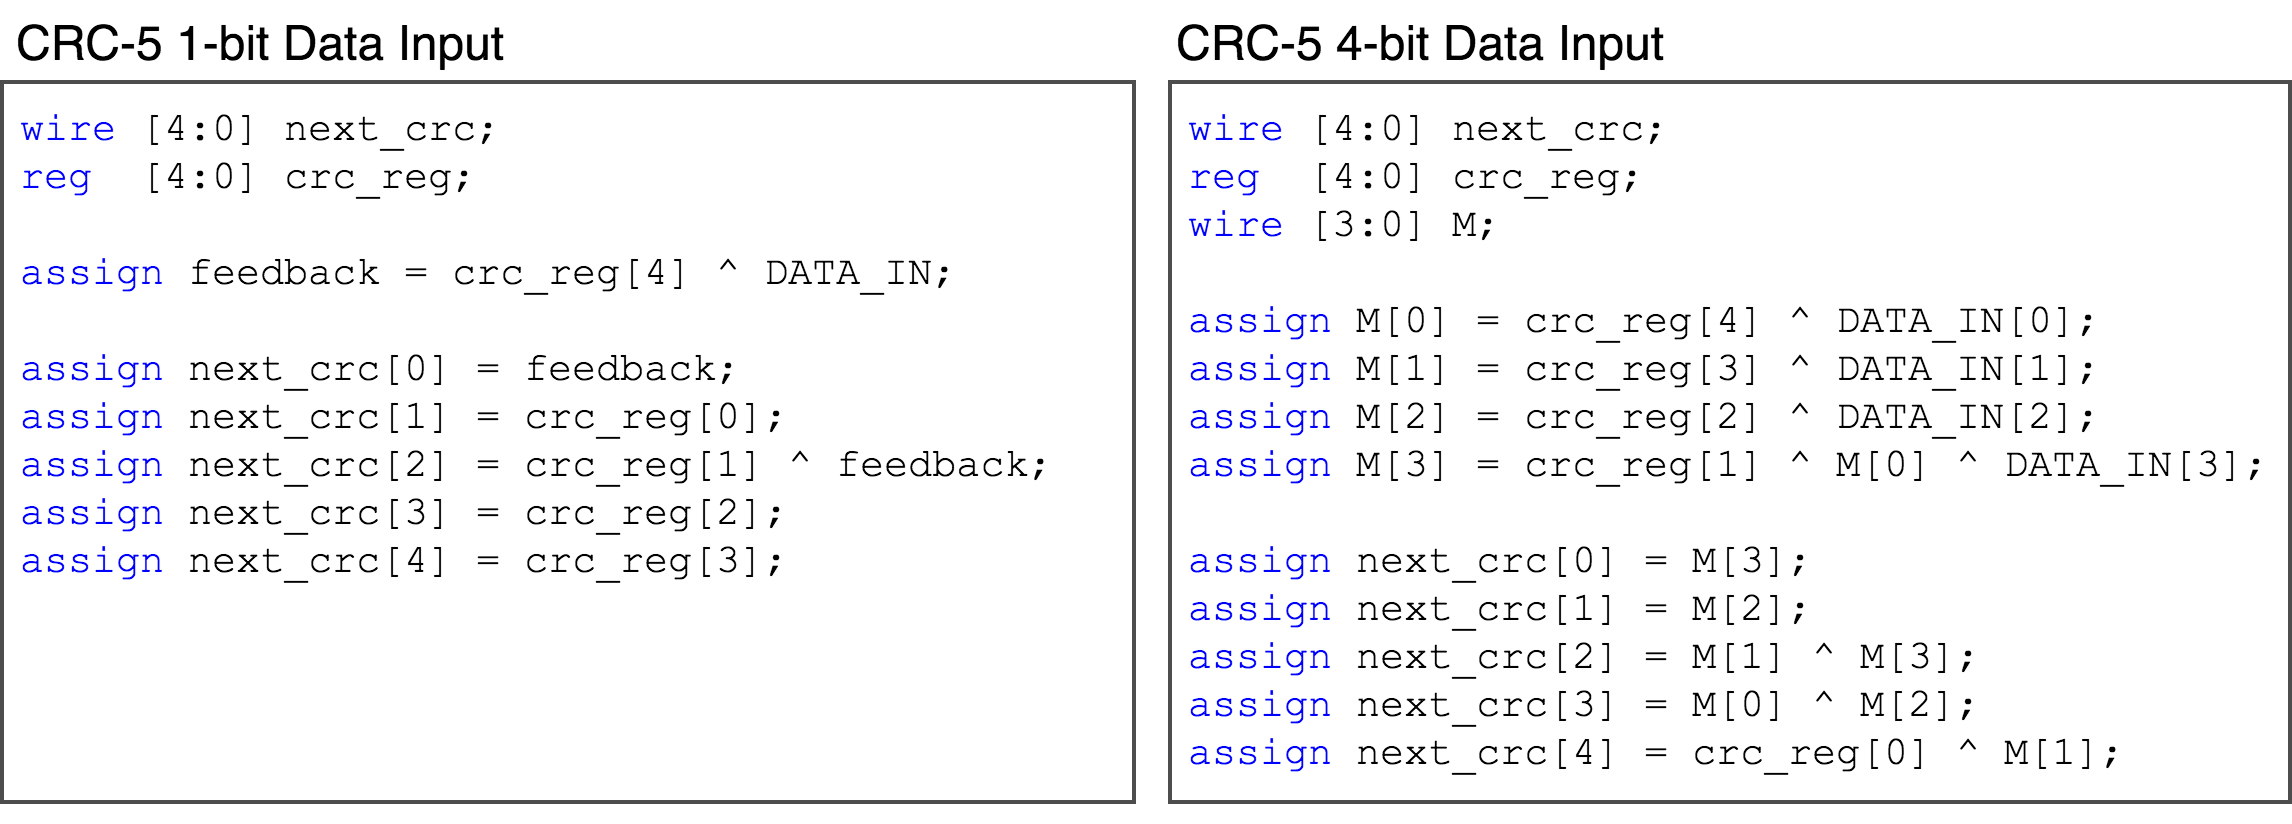 CRC-5 1-bit Data Input
wire [4:0] next_crc;
reg  [4:0] crc_reg;
assign feedback = crc_reg[4] ^ DATA_IN;
assign next_crc[0] = feedback;
assign next_crc[1] = crc_reg[0];
assign next_crc[2] = crc_reg[1] ^ feedback;
assign next_crc[3] = crc_reg[2];
assign next_crc[4] = crc_reg[3];
CRC-5 4-bit Data Input
wire [4:0] next_crc;
reg  [4:0] crc_reg;
wire [3:0] M;
assign M[0] = crc_reg[4] ^ DATA_IN[0];
assign M[1] = crc_reg[3] ^ DATA_IN[1];
assign M[2] = crc_reg[2] ^ DATA_IN[2];
assign M[3] = crc_reg[1] ^ M[0] ^ DATA_IN[3];
assign next_crc[0] = M[3];
assign next_crc[1] = M[2];
assign next_crc[2] = M[1] ^ M[3];
assign next_crc[3] = M[0] ^ M[2];
assign next_crc[4] = crc_reg[0] ^ M[1];